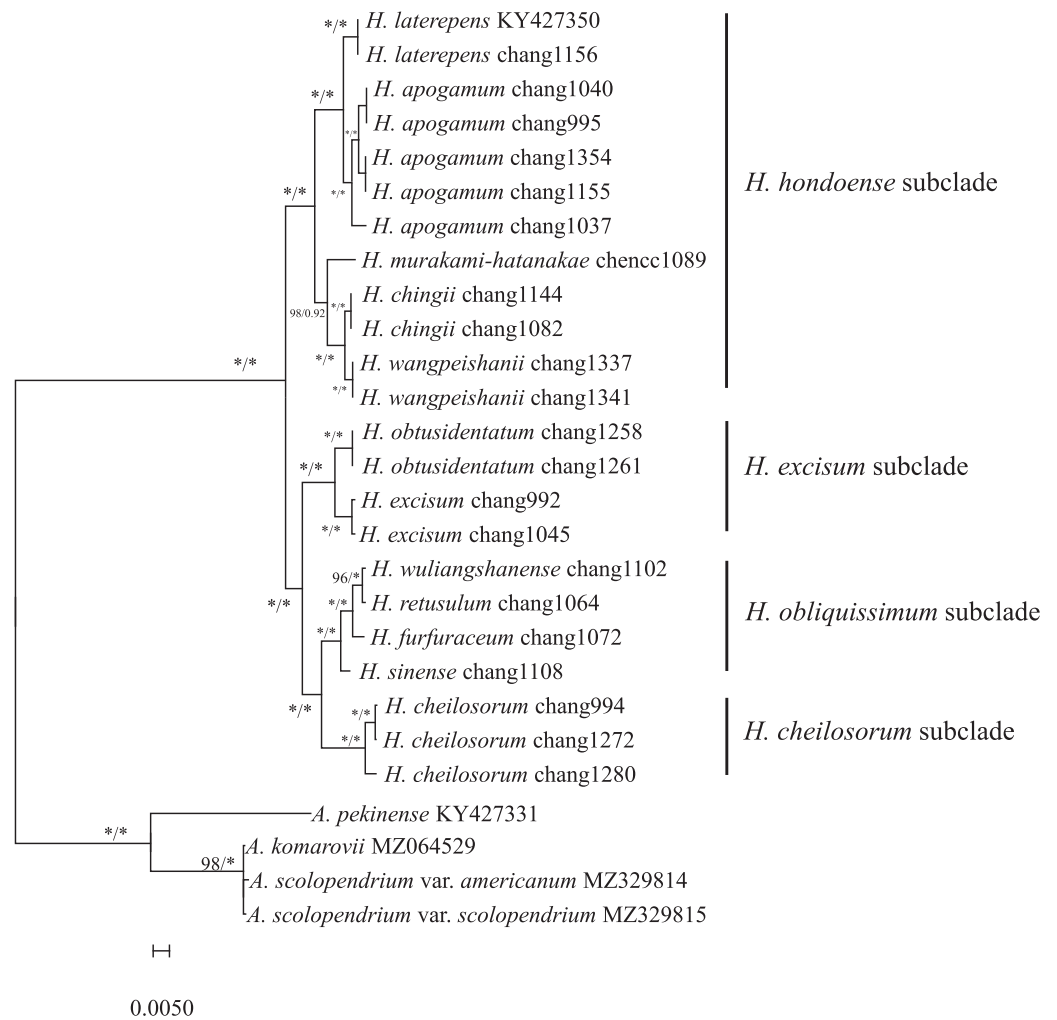 */*
H. laterepens KY427350
H. laterepens chang1156
*/*
H. apogamum chang1040
H. apogamum chang995
*/*
H. apogamum chang1354
H. apogamum chang1155
*/*
*/*
H. apogamum chang1037
H. hondoense subclade
H. murakami-hatanakae chencc1089
H. chingii chang1144
*/*
98/0.92
H. chingii chang1082
*/*
H. wangpeishanii chang1337
*/*
*/*
H. wangpeishanii chang1341
H. obtusidentatum chang1258
*/*
H. obtusidentatum chang1261
*/*
H. excisum subclade
H. excisum chang992
*/*
H. excisum chang1045
H. wuliangshanense chang1102
96/*
H. retusulum chang1064
*/*
*/*
H. obliquissimum subclade
H. furfuraceum chang1072
*/*
H. sinense chang1108
H. cheilosorum chang994
*/*
*/*
H. cheilosorum chang1272
*/*
H. cheilosorum subclade
H. cheilosorum chang1280
A. pekinense KY427331
*/*
A. komarovii MZ064529
98/*
A. scolopendrium var. americanum MZ329814
A. scolopendrium var. scolopendrium MZ329815
0.0050